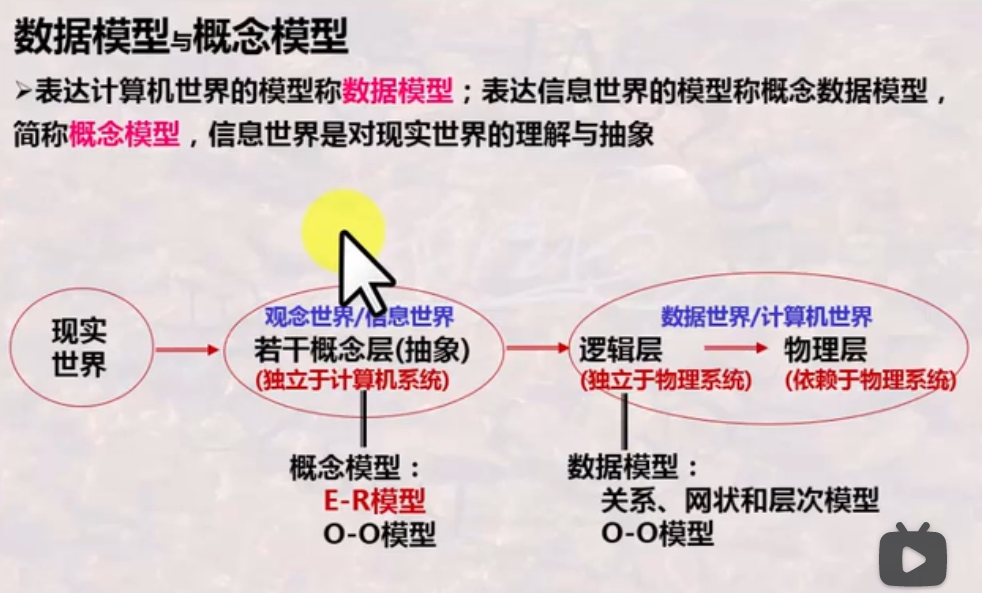 数据模型与概念模型
➢表达计算机世界的模型称数据模型；表达信息世界的模型称概念数据模型，
简称概念模型，信息世界是对现实世界的理解与抽象
现实
世界
观念世界/信息世界
若干概念层(抽象)
(独立于计算机系统)
数据世界/计算机世界
逻辑层
物理层
(独立于物理系统)
(依赖于物理系统)
概念模型：
E-R模型
O-O模型
数据模型：
关系、网状和层次模型
O-O模型